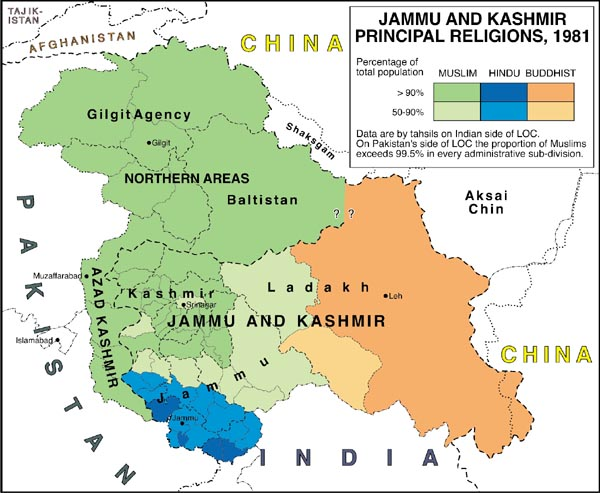 TAJIK-
ISTAN
AFGHANISTAN
CHINA
JAMMU AND KASHMIR
PRINCIPAL RELIGIONS, 1981
Percentage of
total population
MUSLIM HINDU BUDDHIST
> 90%
50-90%
Data are by tahsils on Indian side of LOC.
On Pakistan's side of LOC the proportion of Muslims
exceeds 99.5% in every administrative sub-division.
Gilgit Agency
Gilgit
Shaksgam
NORTHERN AREAS
Baltistan
Aksai
Chin
? ?
PAKISTAN
Muzaffarabad
AZAD KASHMIR
Kashmir
Srinagar
Ladakh
Leh
JAMMU AND KASHMIR
Islamabad
CHINA
Jammu
Jammu
INDIA